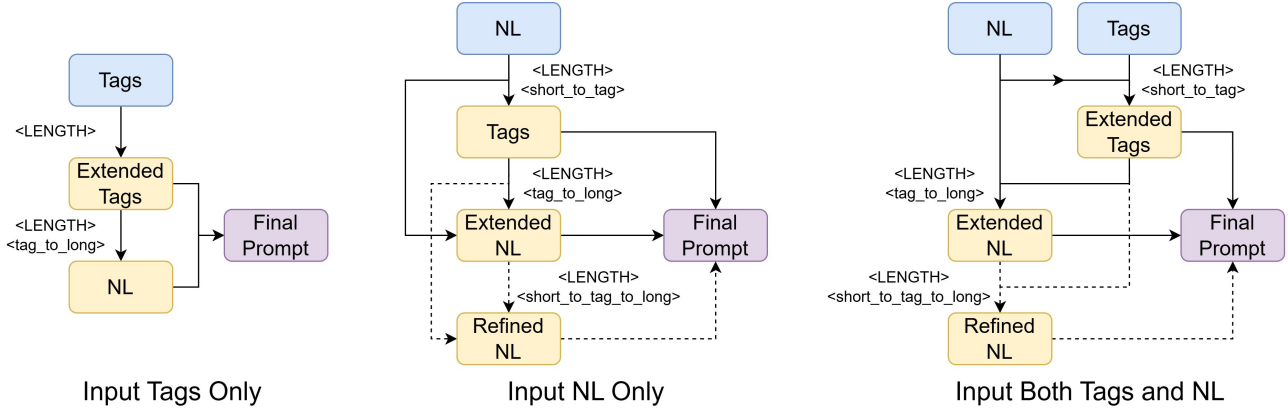 Tags
<LENGTH>
Extended
Tags
<LENGTH>
<tag_to_long>
NL
Final
Prompt
Input Tags Only
NL
<LENGTH>
<short_to_tag>
Tags
<LENGTH>
<tag_to_long>
Extended
NL
Final
Prompt
<LENGTH>
<short_to_tag_to_long>
Refined
NL
Input NL Only
NL
Tags
<LENGTH>
<short_to_tag>
Extended
Tags
<LENGTH>
<tag_to_long>
Extended
NL
Final
Prompt
<LENGTH>
<short_to_tag_to_long>
Refined
NL
Input Both Tags and NL